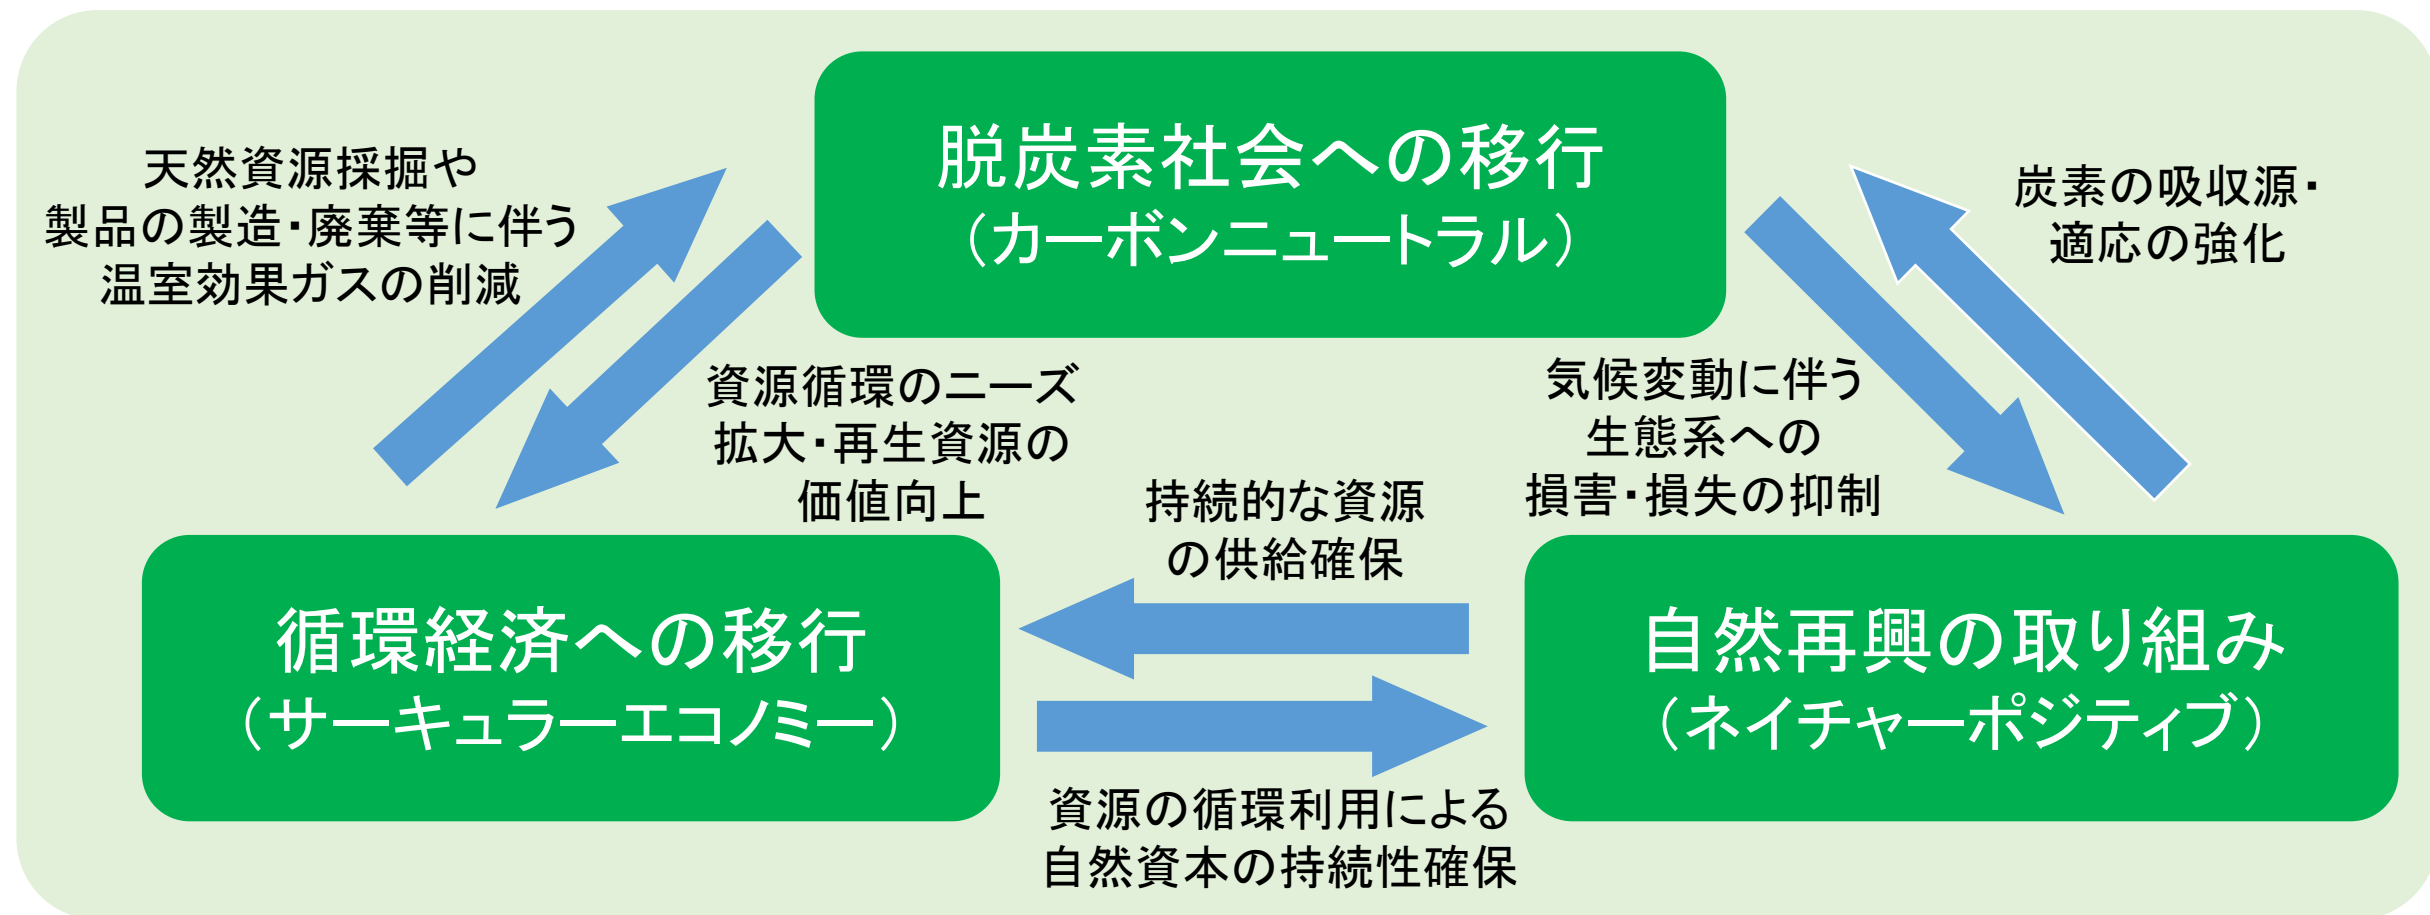 脱炭素社会への移行
（カーボンニュートラル）
天然資源採掘や
製品の製造・廃棄等に伴う
温室効果ガスの削減
炭素の吸収源・
適応の強化
資源循環のニーズ
拡大・再生資源の
価値向上
気候変動に伴う
生態系への
損害・損失の抑制
持続的な資源
の供給確保
循環経済への移行
（サーキュラーエコノミー）
自然再興の取り組み
（ネイチャーポジティブ）
資源の循環利用による
自然資本の持続性確保